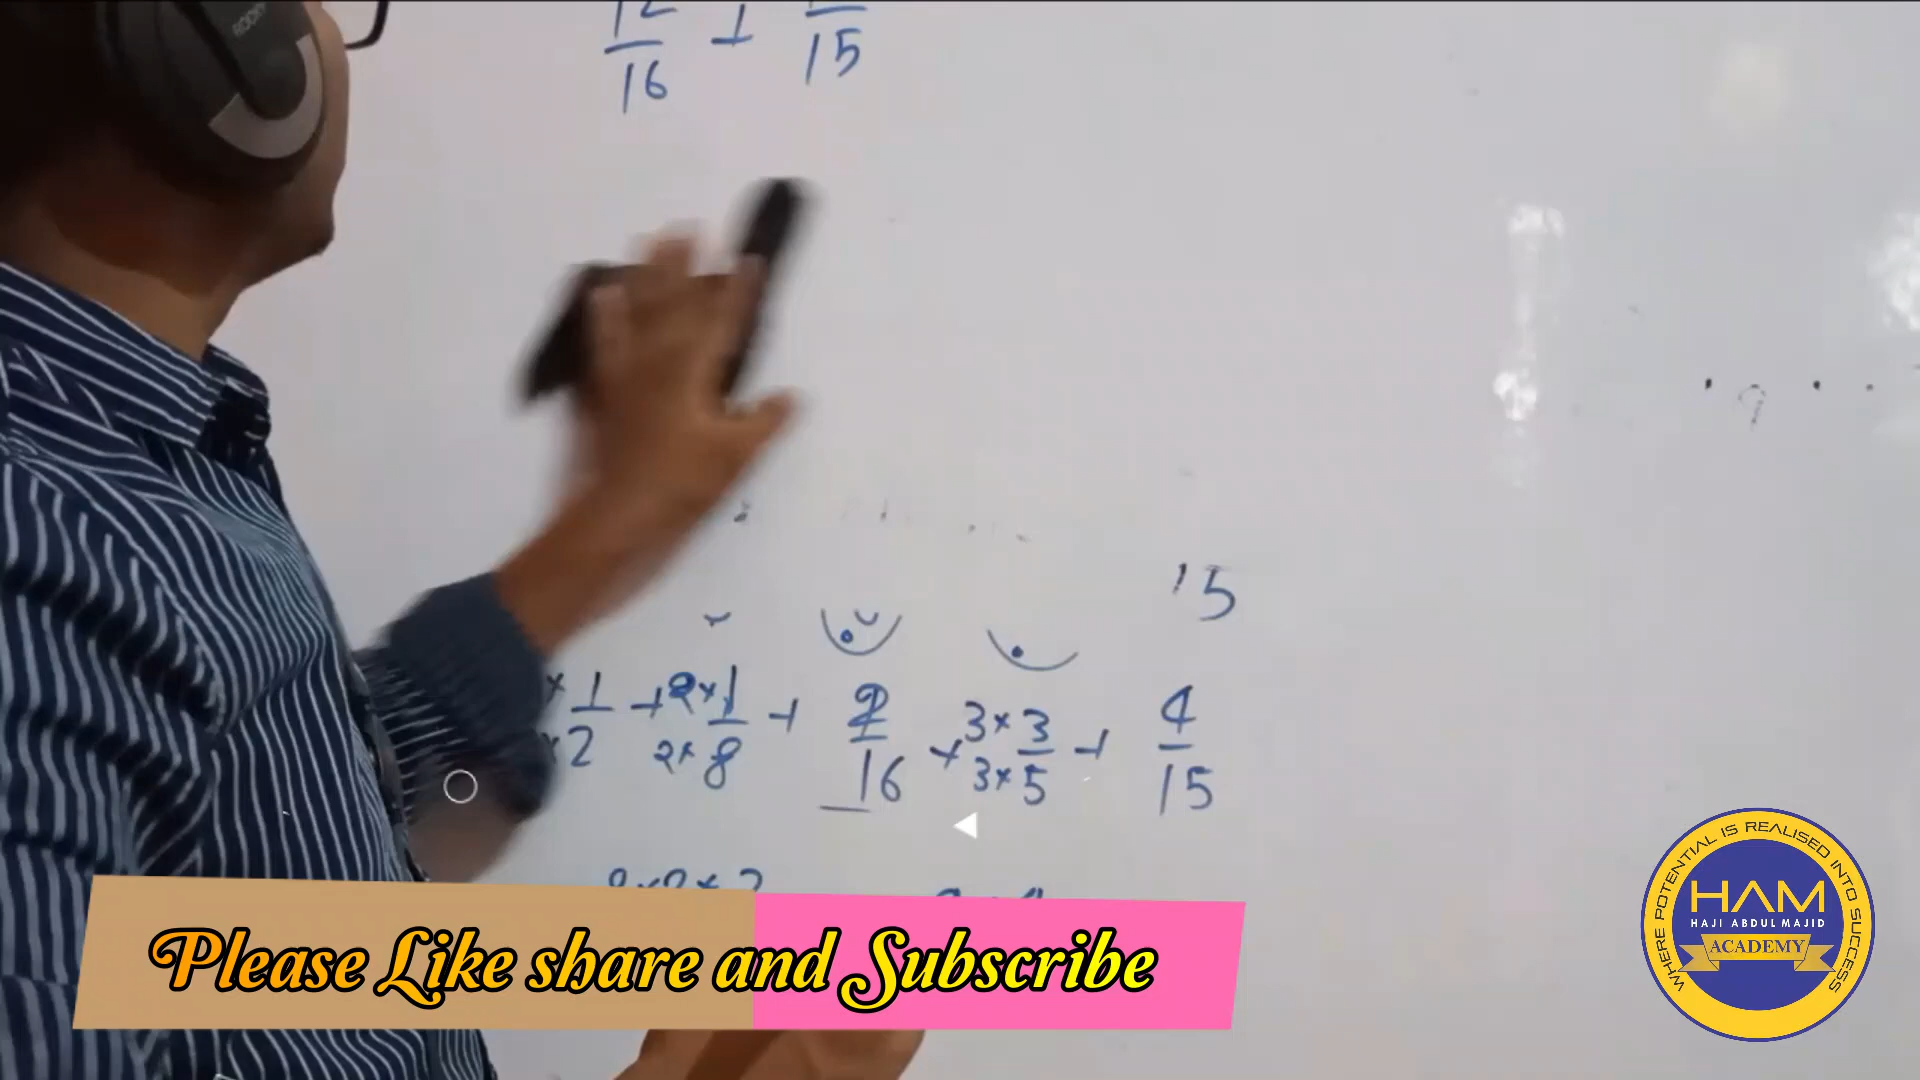 ROCKY
12/16 + /15
15
× 1/× 2 + 2 × 1/2 × 8 + 2/16 + 3 × 3/3 × 5 + 4/15
Please Like share and Subscribe
WHERE POTENTIAL IS REALISED INTO SUCCESS
HAM
HAJI ABDUL MAJID
ACADEMY